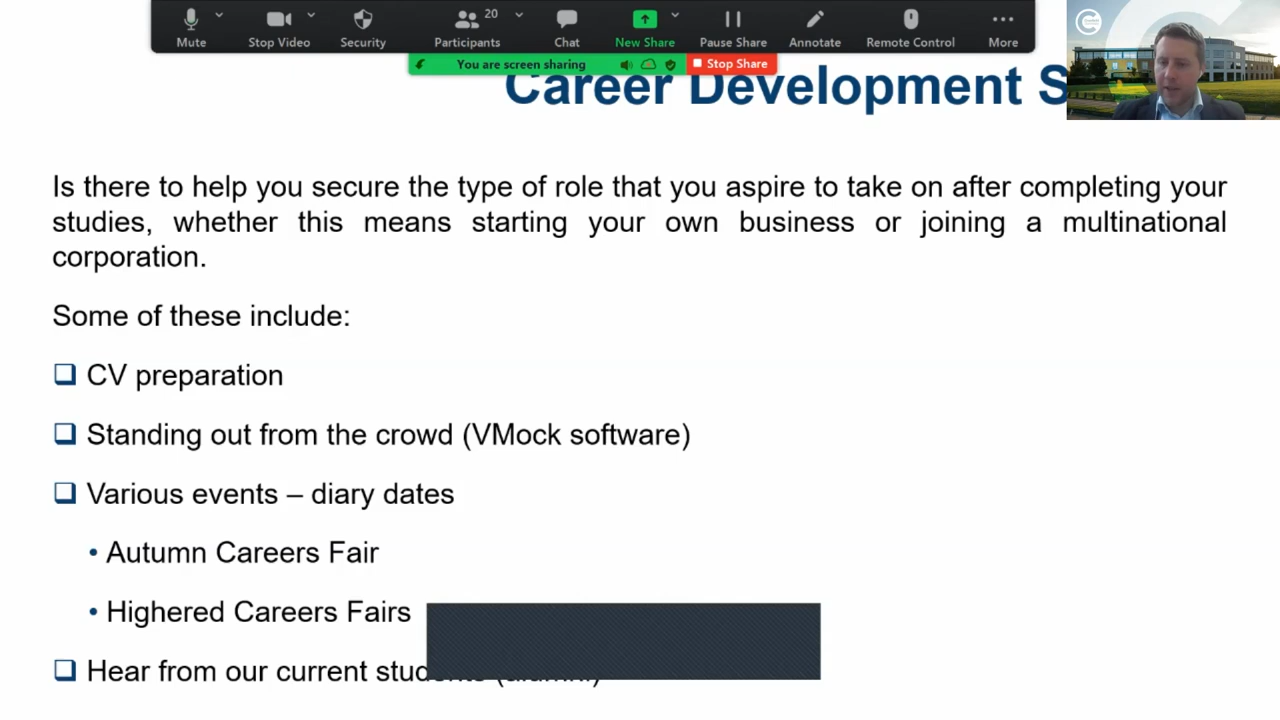 Mute
Stop Video
Security
20
Participants
Chat
New Share
Pause Share
Annotate
Remote Control
More
You are screen sharing
Stop Share
Career Development S
Is there to help you secure the type of role that you aspire to take on after completing your
studies, whether this means starting your own business or joining a multinational
corporation.
Some of these include:
CV preparation
Standing out from the crowd (VMock software)
Various events – diary dates
• Autumn Careers Fair
• Highered Careers Fairs
Hear from our current students (alumni)